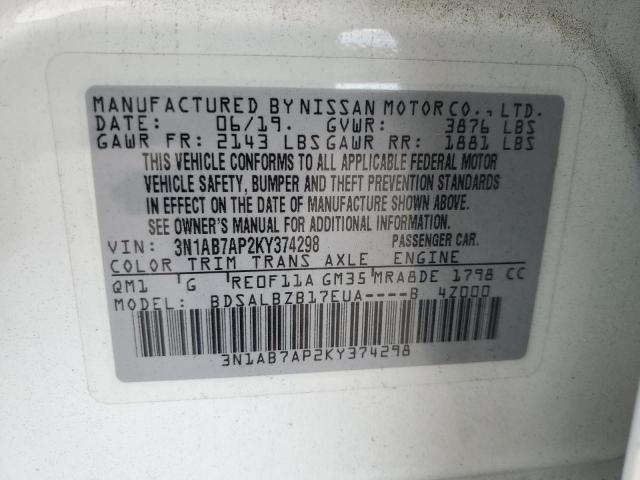 MANUFACTURED BY NISSAN MOTOR CO., LTD.
DATE: 06/19. GVWR: 3876 LBS
GAWR FR: 2143 LBS GAWR RR: 1881 LBS
THIS VEHICLE CONFORMS TO ALL APPLICABLE FEDERAL MOTOR
VEHICLE SAFETY, BUMPER AND THEFT PREVENTION STANDARDS
IN EFFECT ON THE DATE OF MANUFACTURE SHOWN ABOVE.
SEE OWNER'S MANUAL FOR ADDITIONAL INFORMATION.
VIN: 3N1AB7AP2KY374298 PASSENGER CAR.
COLOR TRIM TRANS AXLE ENGINE
QM1 G RE0F11A GM35 MRA8DE 1798 CC
MODEL: BDSALBZB17EUA----B 4Z000
3N1AB7AP2KY374298